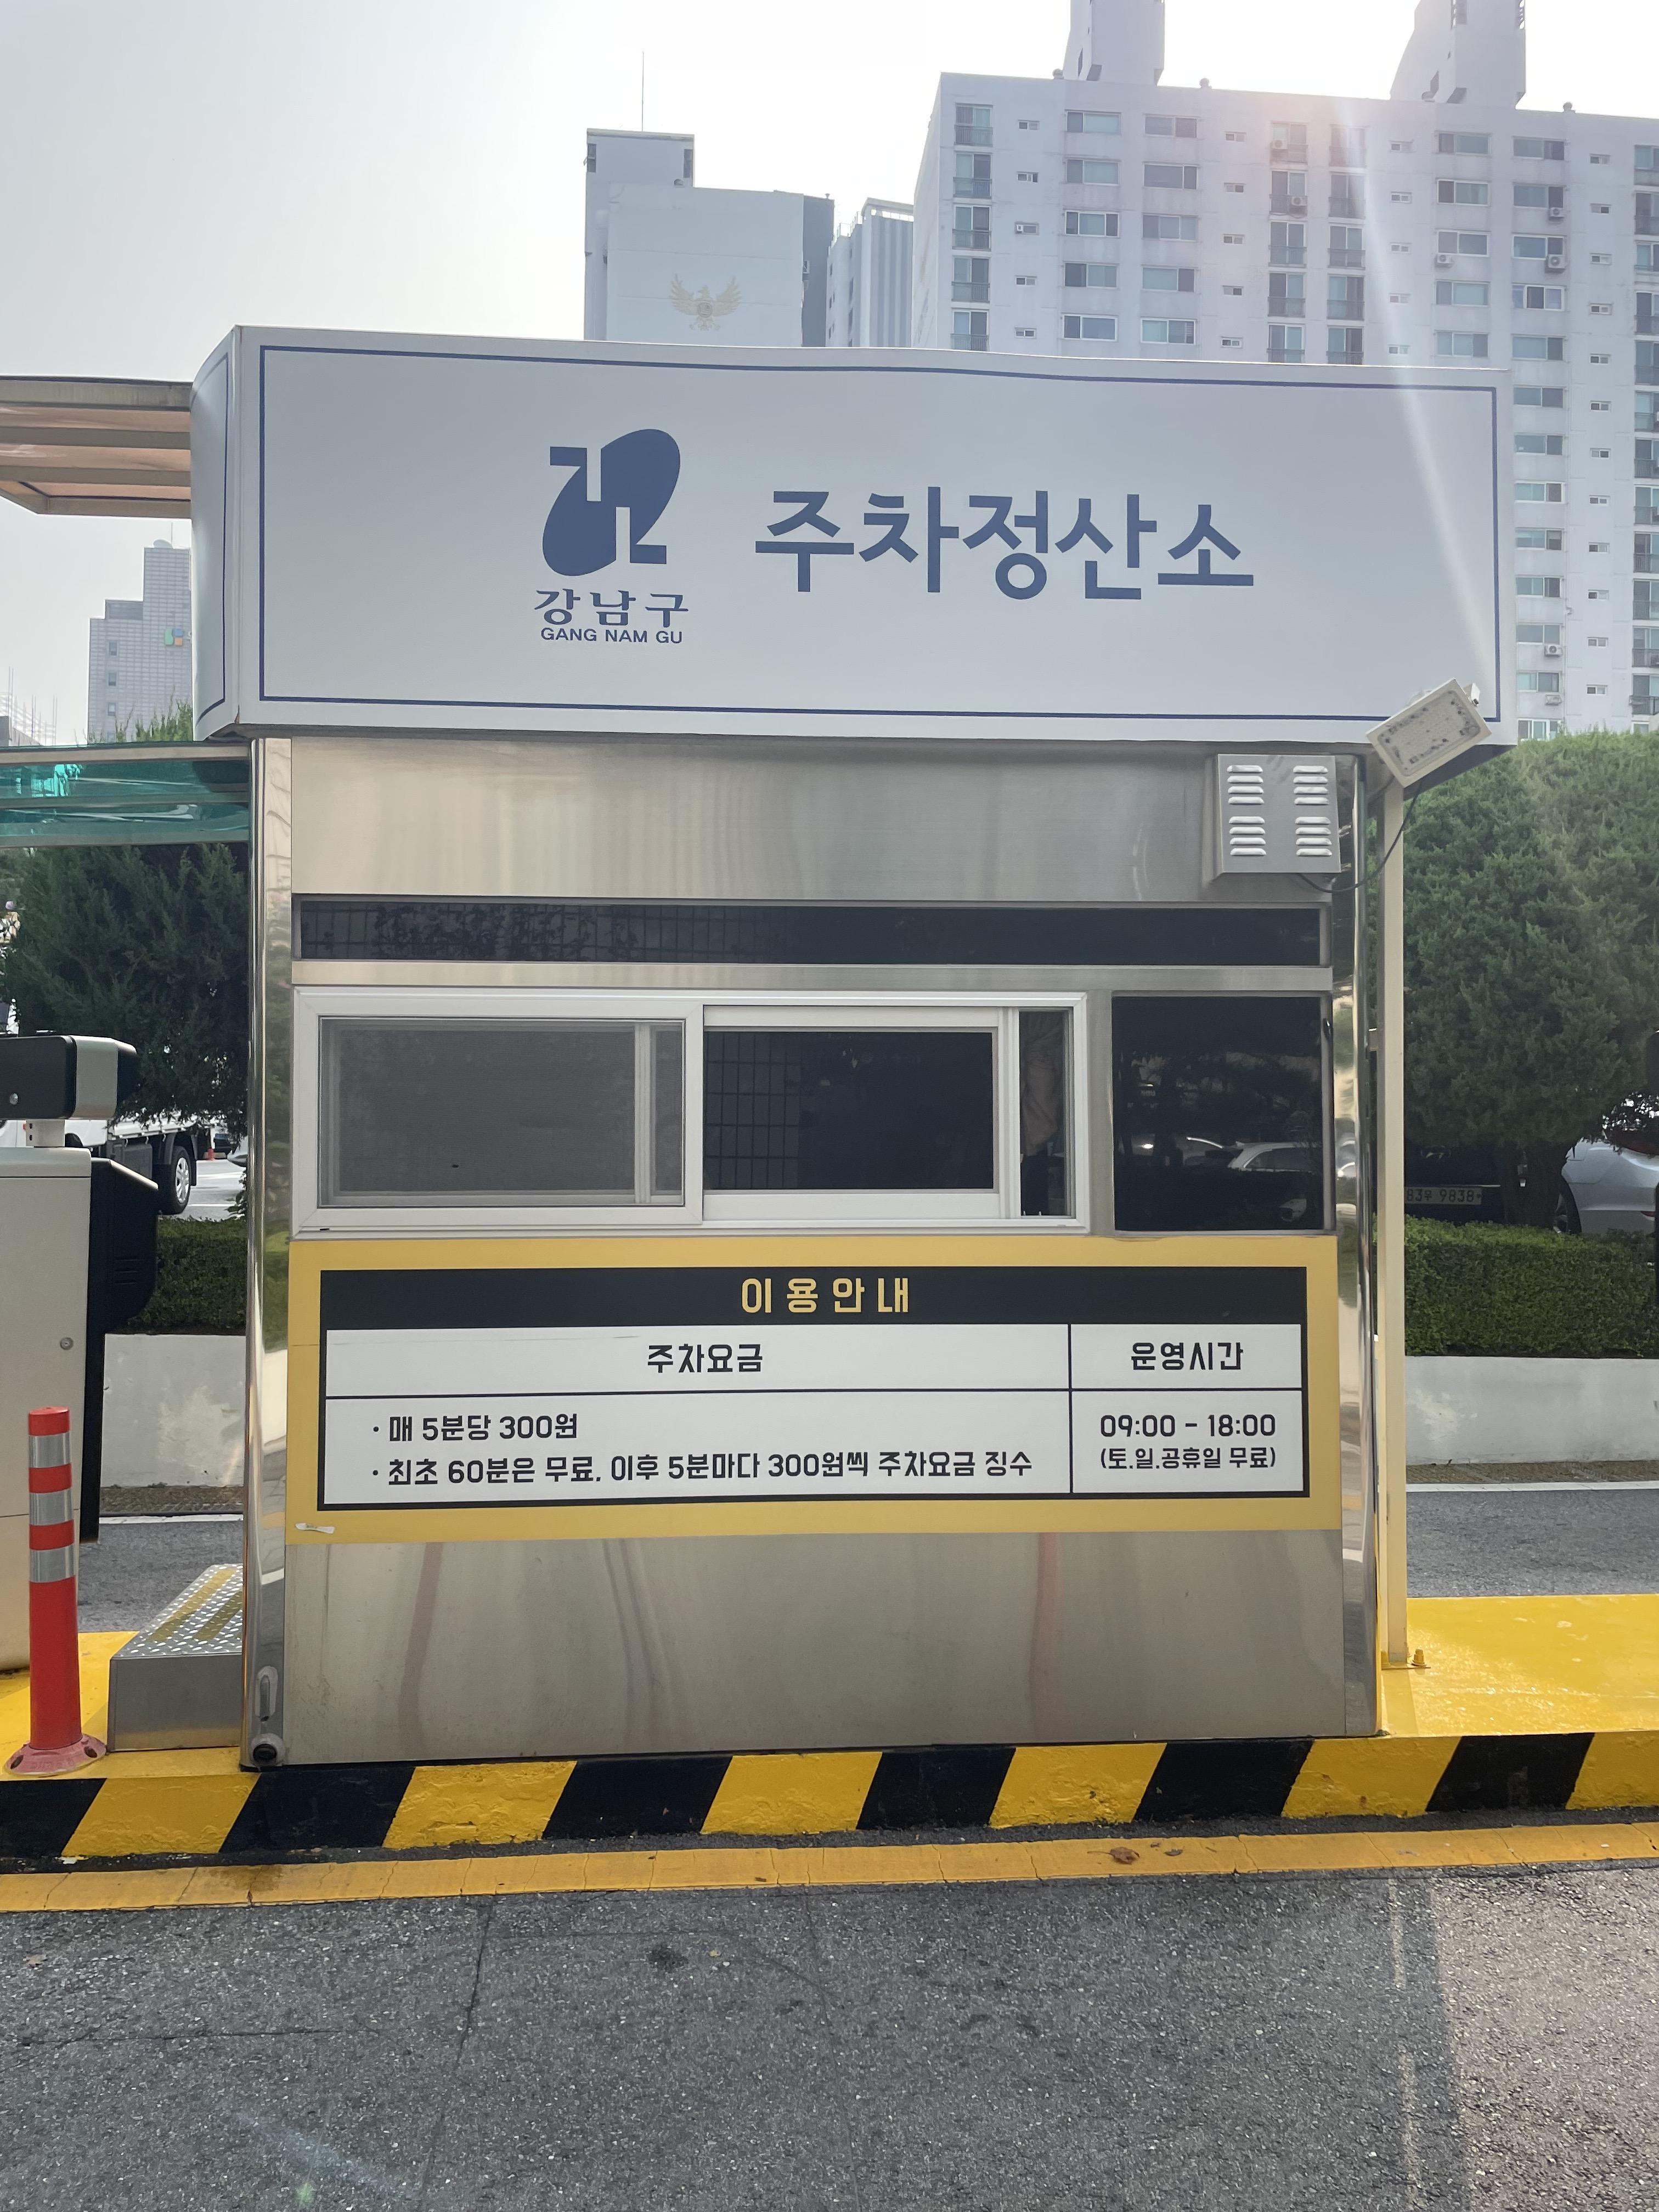 강남구
GANG NAM GU
주차정산소
이용안내
주차요금
운영시간
· 매 5분당 300원
· 최초 60분은 무료, 이후 5분마다 300원씩 주차요금 징수
09:00 - 18:00
(토.일.공휴일 무료)